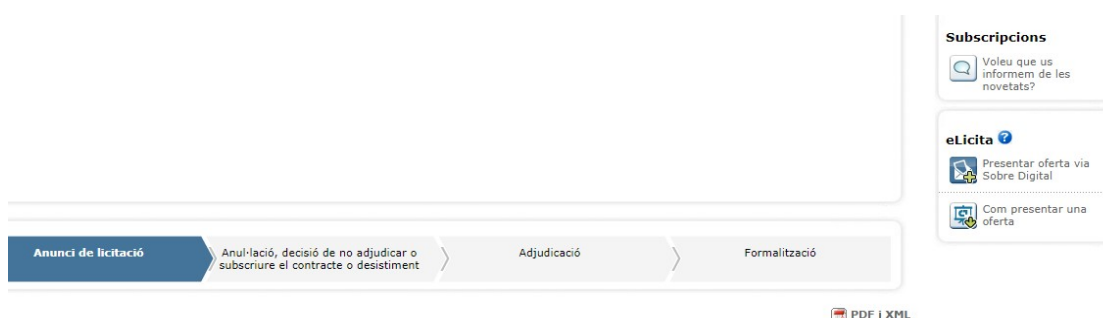 Subscripcions
Voleu que us
informem de les
novetats?
eLicita ?
Presentar oferta via
Sobre Digital
Com presentar una
oferta
Anunci de licitació
Anul·lació, decisió de no adjudicar o
subscriure el contracte o desistiment
Adjudicació
Formalització
PDF i XML